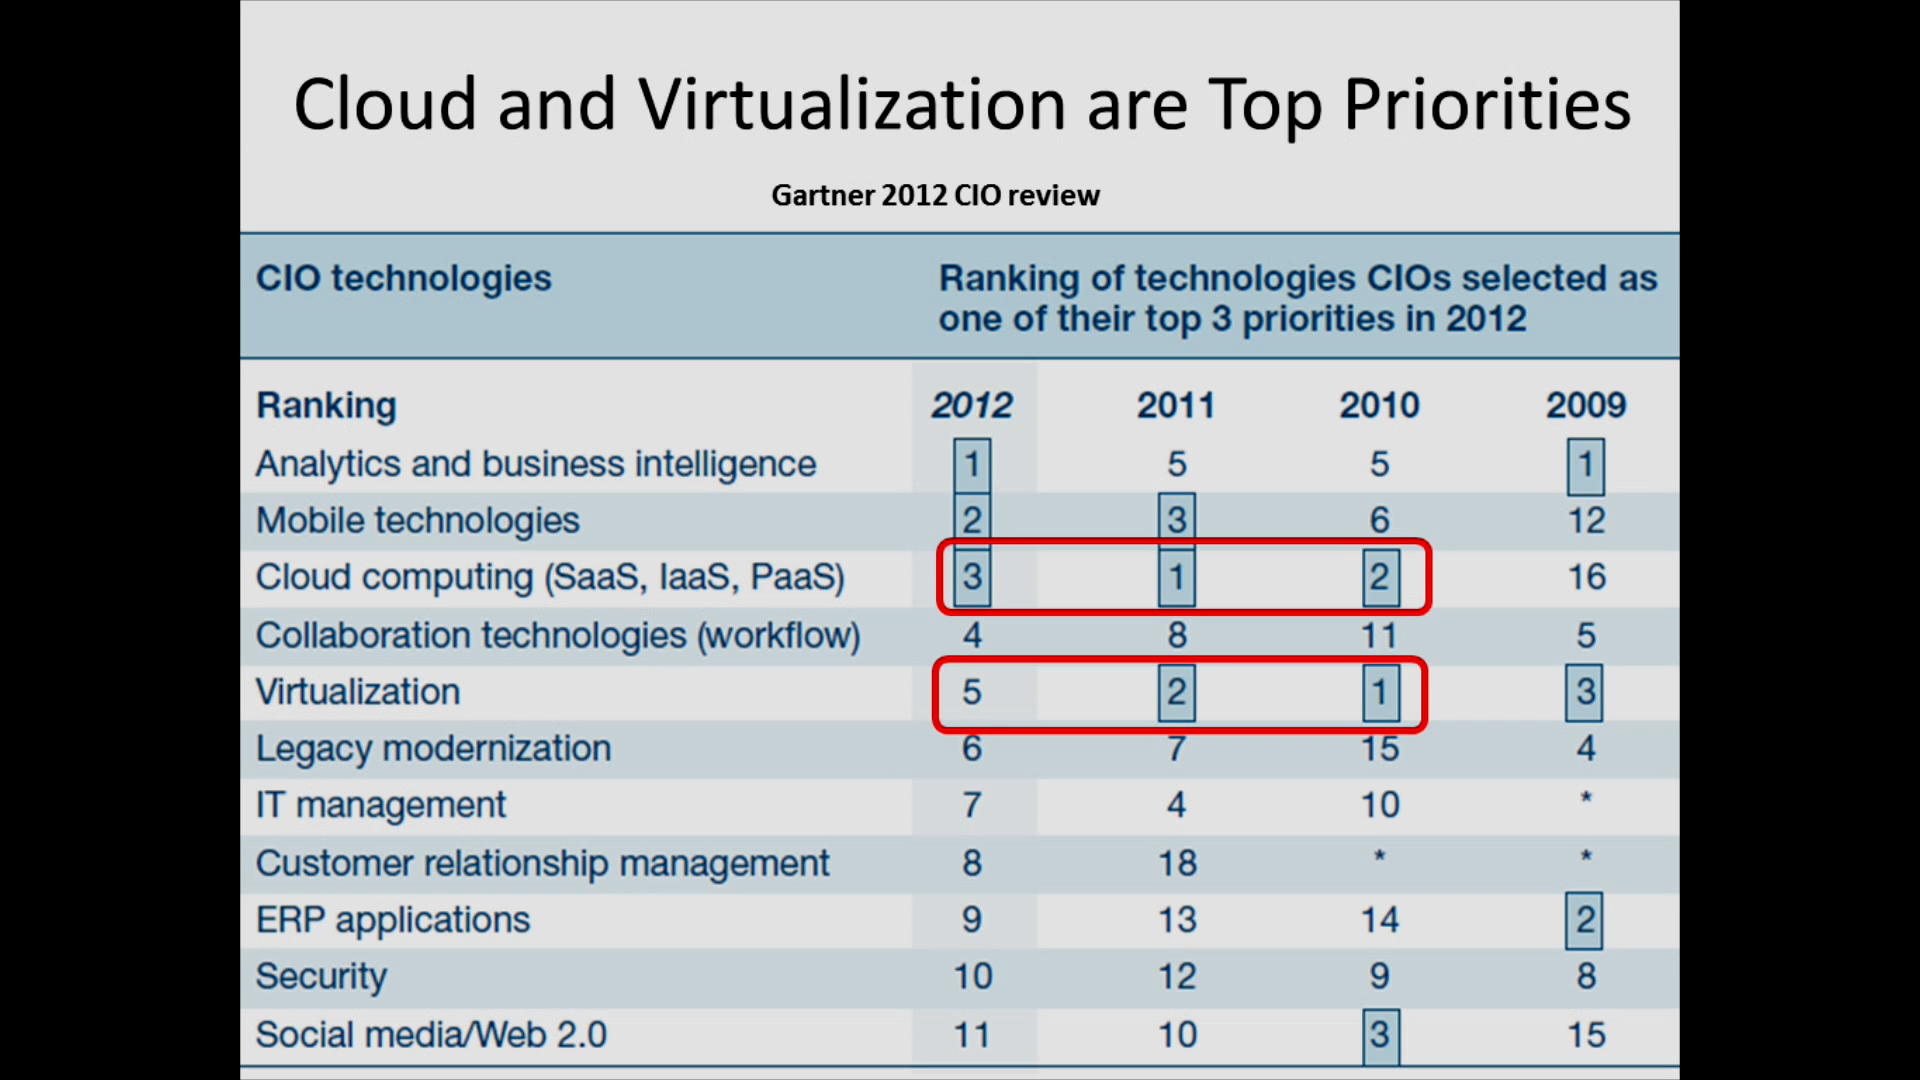 Cloud and Virtualization are Top Priorities
Gartner 2012 CIO review
CIO technologies
Ranking of technologies CIOs selected as
one of their top 3 priorities in 2012
Ranking 2012 2011 2010 2009
Analytics and business intelligence 1 5 5 1
Mobile technologies 2 3 6 12
Cloud computing (SaaS, IaaS, PaaS) 3 1 2 16
Collaboration technologies (workflow) 4 8 11 5
Virtualization 5 2 1 3
Legacy modernization 6 7 15 4
IT management 7 4 10 *
Customer relationship management 8 18 * *
ERP applications 9 13 14 2
Security 10 12 9 8
Social media/Web 2.0 11 10 3 15